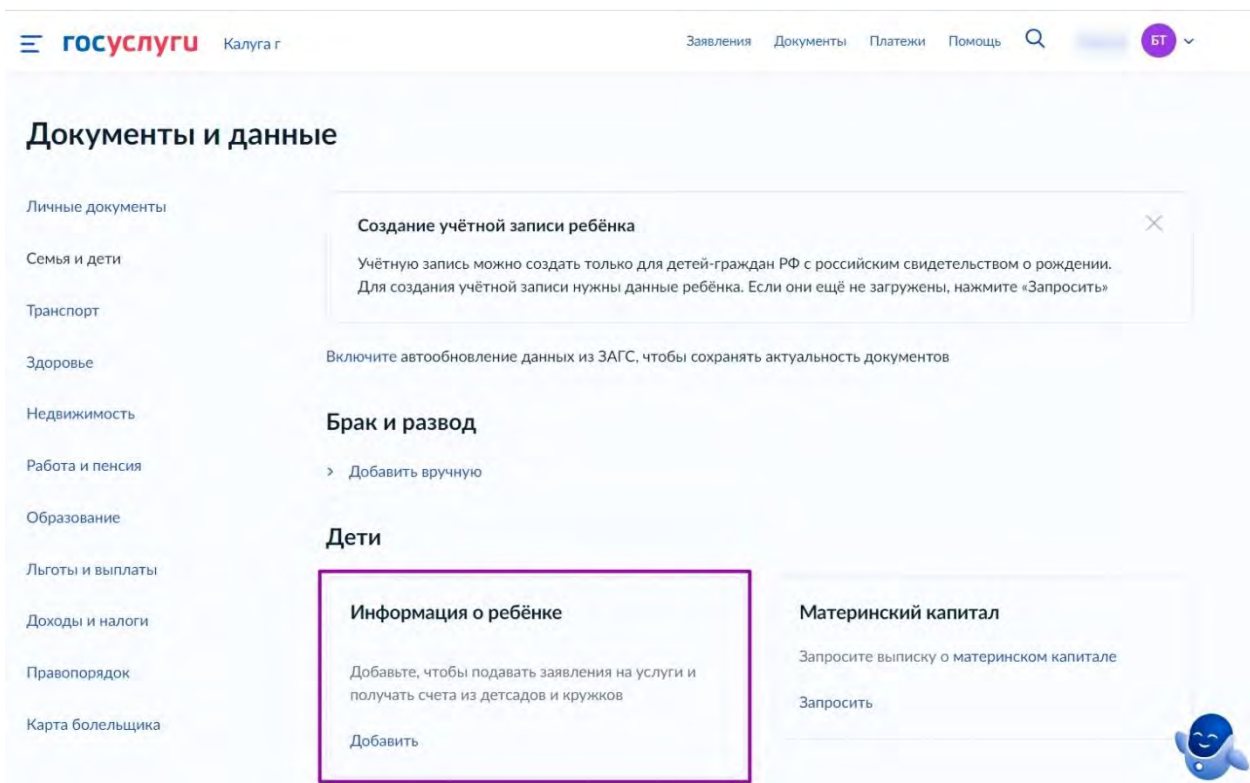 госуслуги Калуга г Заявления Документы Платежи Помощь БТ
Документы и данные
Личные документы
Семья и дети
Транспорт
Здоровье
Недвижимость
Работа и пенсия
Образование
Льготы и выплаты
Доходы и налоги
Правопорядок
Карта болельщика
Создание учётной записи ребёнка
Учётную запись можно создать только для детей-граждан РФ с российским свидетельством о рождении.
Для создания учётной записи нужны данные ребёнка. Если они ещё не загружены, нажмите «Запросить»
Включите автообновление данных из ЗАГС, чтобы сохранять актуальность документов
Брак и развод
Добавить вручную
Дети
Информация о ребёнке
Добавьте, чтобы подавать заявления на услуги и
получать счета из детсадов и кружков
Добавить
Материнский капитал
Запросите выписку о материнском капитале
Запросить